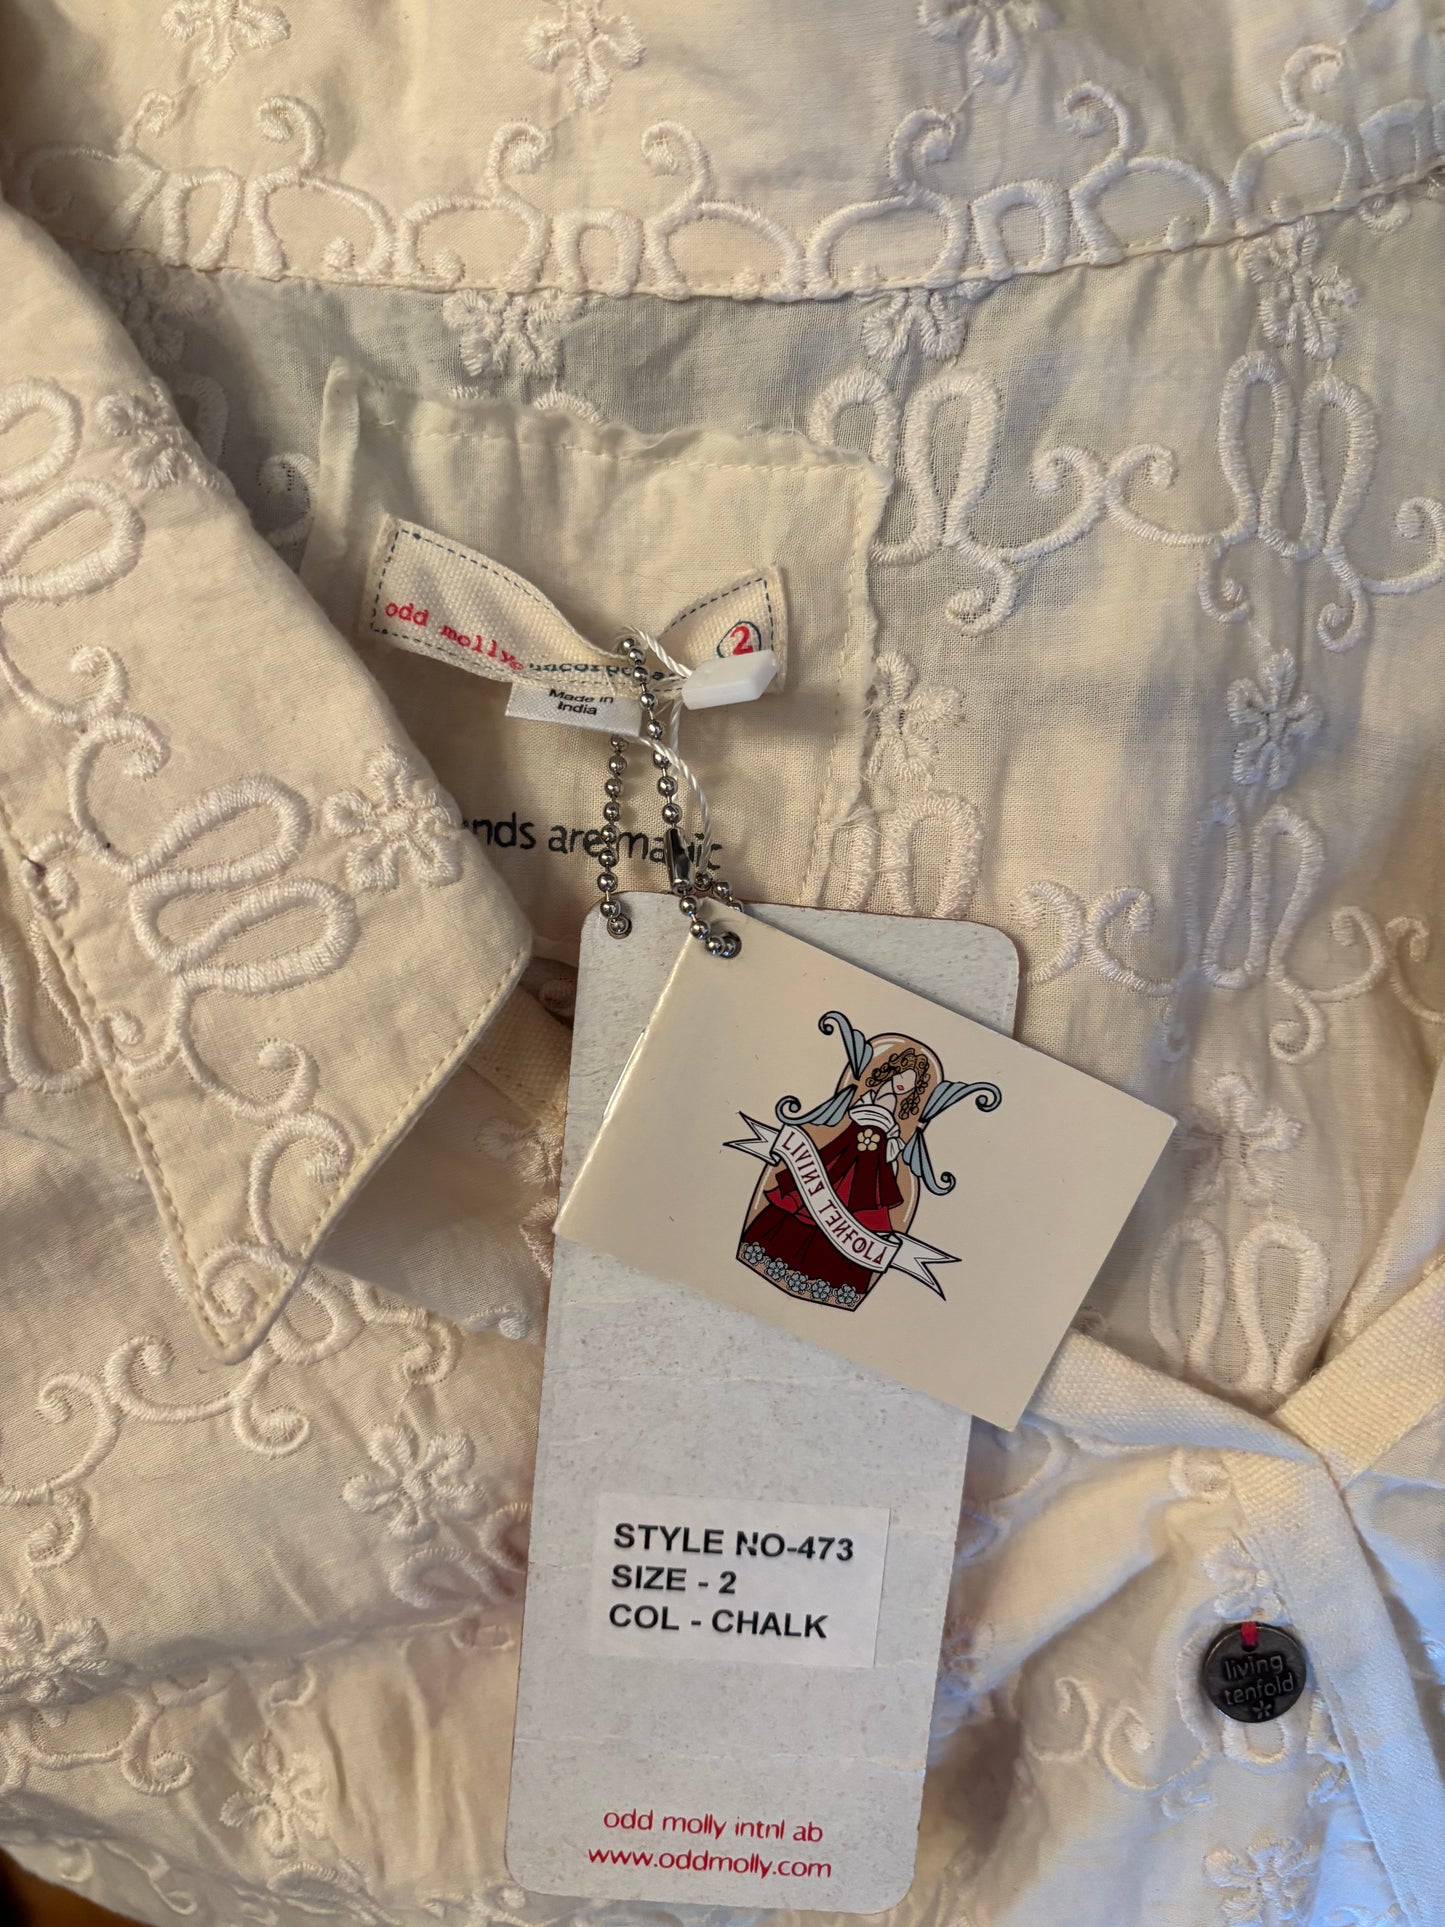 odd molly
2
Made in
India
are magic
LIVING TENFOLD
STYLE NO-473
SIZE - 2
COL - CHALK
living
tenfold
odd molly intnl ab
www.oddmolly.com